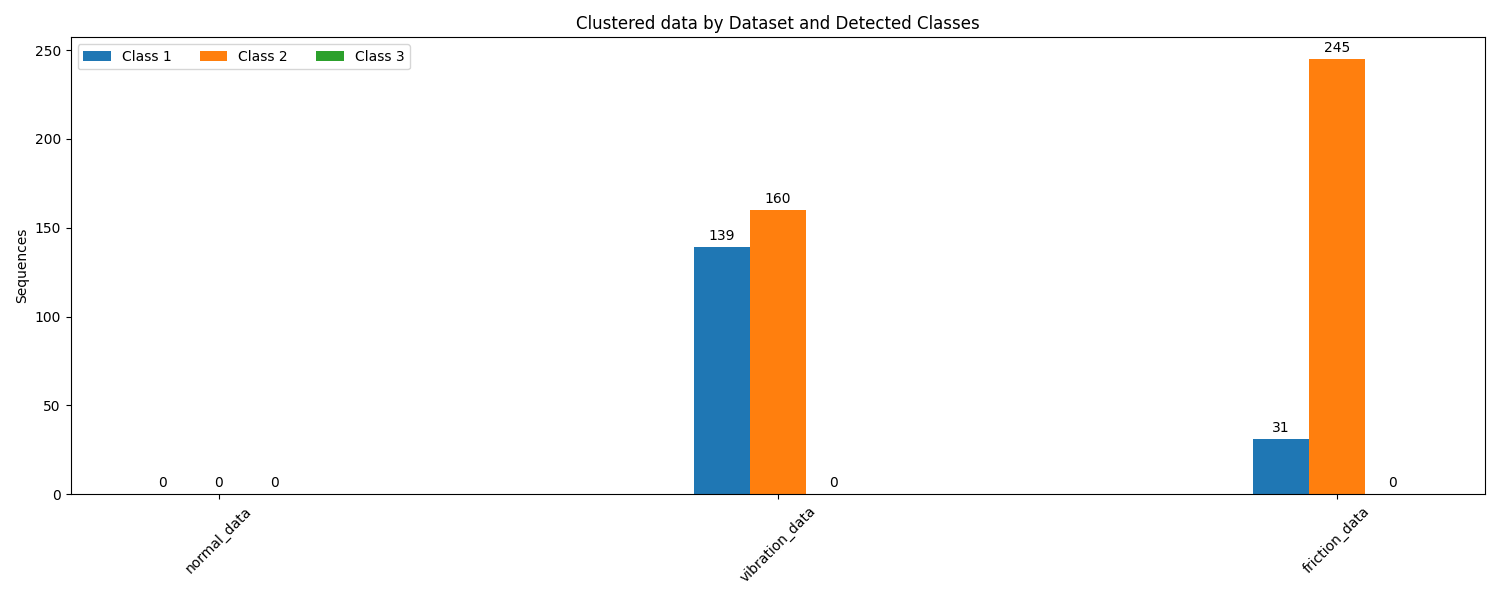 Clustered data by Dataset and Detected Classes
Class 1 Class 2 Class 3
Sequences
250
200
150
100
50
0
0 0 0
139 160 0
31 245 0
normal_data vibration_data friction_data